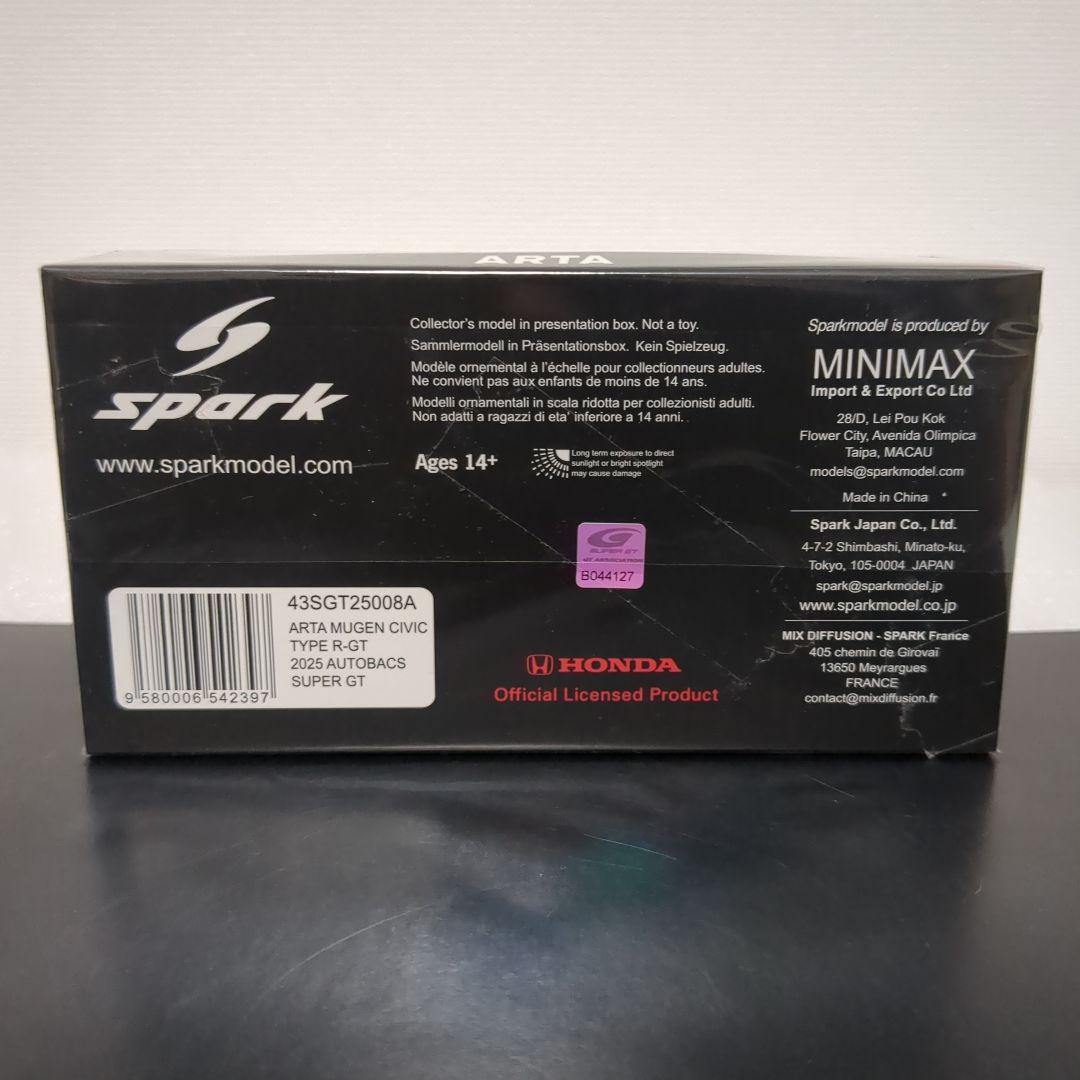 ARTA
spark
www.sparkmodel.com
Collector's model in presentation box. Not a toy.
Sammlermodell in Präsentationsbox. Kein Spielzeug.
Modèle ornemental à l'échelle pour collectionneurs adultes.
Ne convient pas aux enfants de moins de 14 ans.
Modelli ornamentali in scala ridotta per collezionisti adulti.
Non adatti a ragazzi di eta' inferiore a 14 anni.
Ages 14+
Long term exposure to direct
sunlight or bright spotlight
may cause damage
SUPER GT
GT ASSOCIATION
B044127
43SGT25008A
ARTA MUGEN CIVIC
TYPE R-GT
2025 AUTOBACS
SUPER GT
9 580006 542397
HONDA
Official Licensed Product
Sparkmodel is produced by
MINIMAX
Import & Export Co Ltd
28/D, Lei Pou Kok
Flower City, Avenida Olimpica
Taipa, MACAU
models@sparkmodel.com
Made in China
Spark Japan Co., Ltd.
4-7-2 Shimbashi, Minato-ku,
Tokyo, 105-0004 JAPAN
spark@sparkmodel.jp
www.sparkmodel.co.jp
MIX DIFFUSION - SPARK France
405 chemin de Girovaï
13650 Meyrargues
FRANCE
contact@mixdiffusion.fr